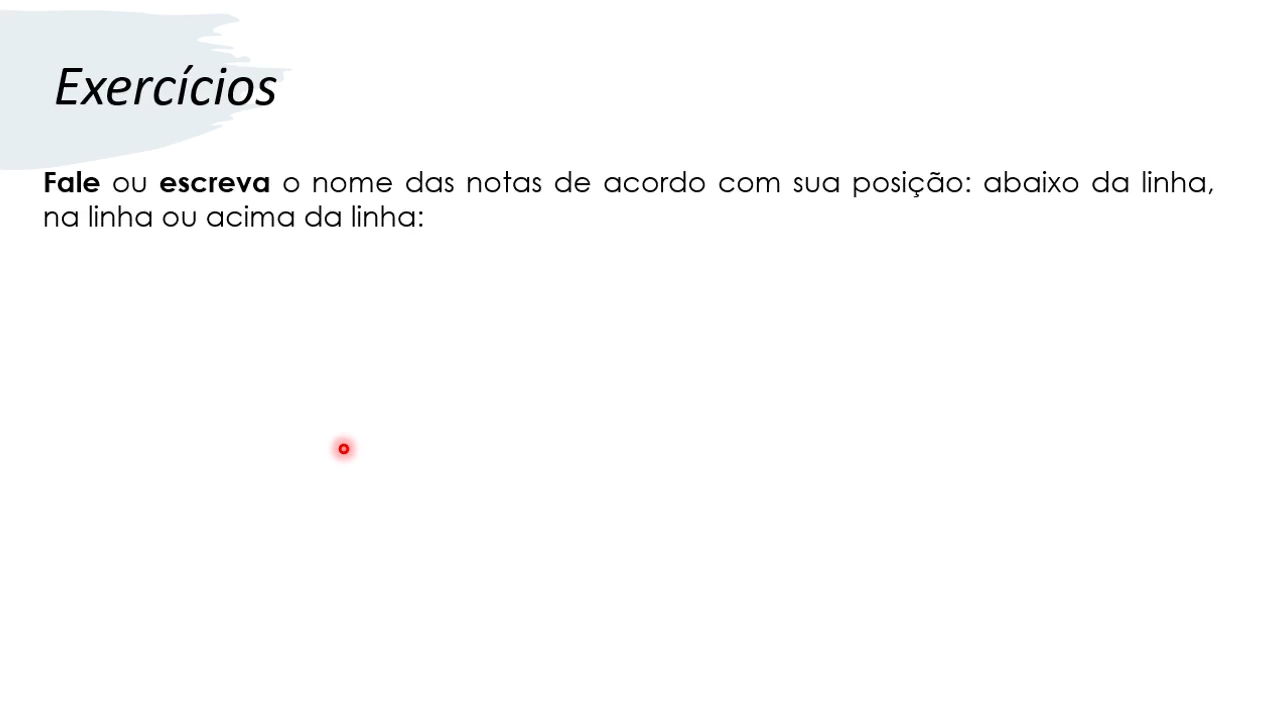 Exercícios
Fale ou escreva o nome das notas de acordo com sua posição: abaixo da linha,
na linha ou acima da linha: